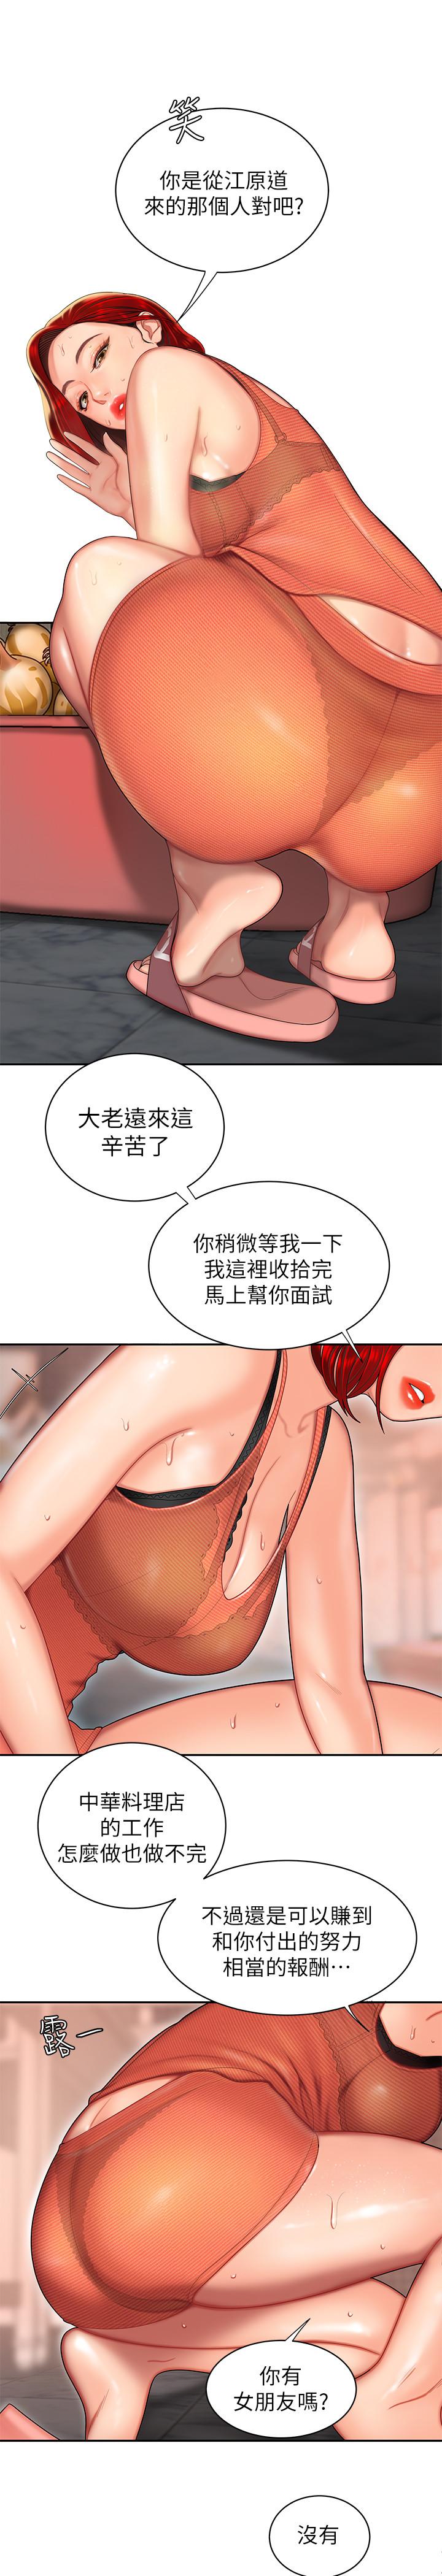 笑
你是從江原道
來的那個人對吧?
大老遠來這
辛苦了
你稍微等我一下
我這裡收拾完
馬上幫你面試
中華料理店
的工作
怎麼做也做不完
不過還是可以賺到
和你付出的努力
相當的報酬⋯
露一
你有
女朋友嗎?
沒有